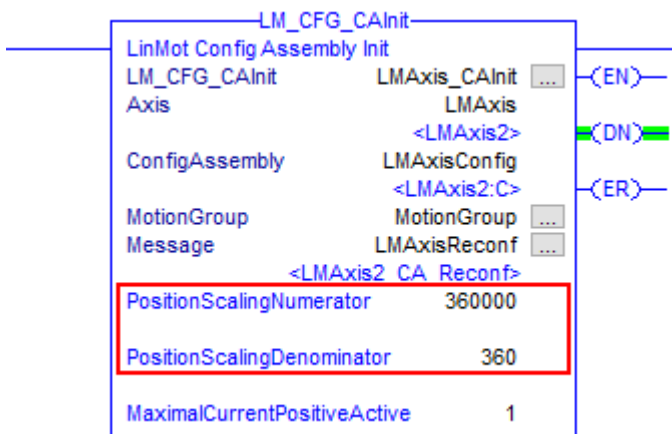 LM_CFG_CAInit
LinMot Config Assembly Init
LM_CFG_CAInit LMAxis_CAInit ... (EN)
Axis LMAxis
<LMAxis2> (DN)
ConfigAssembly LMAxisConfig
<LMAxis2:C> (ER)
MotionGroup MotionGroup ...
Message LMAxisReconf ...
<LMAxis2_CA_Reconf>
PositionScalingNumerator 360000
PositionScalingDenominator 360
MaximalCurrentPositiveActive 1